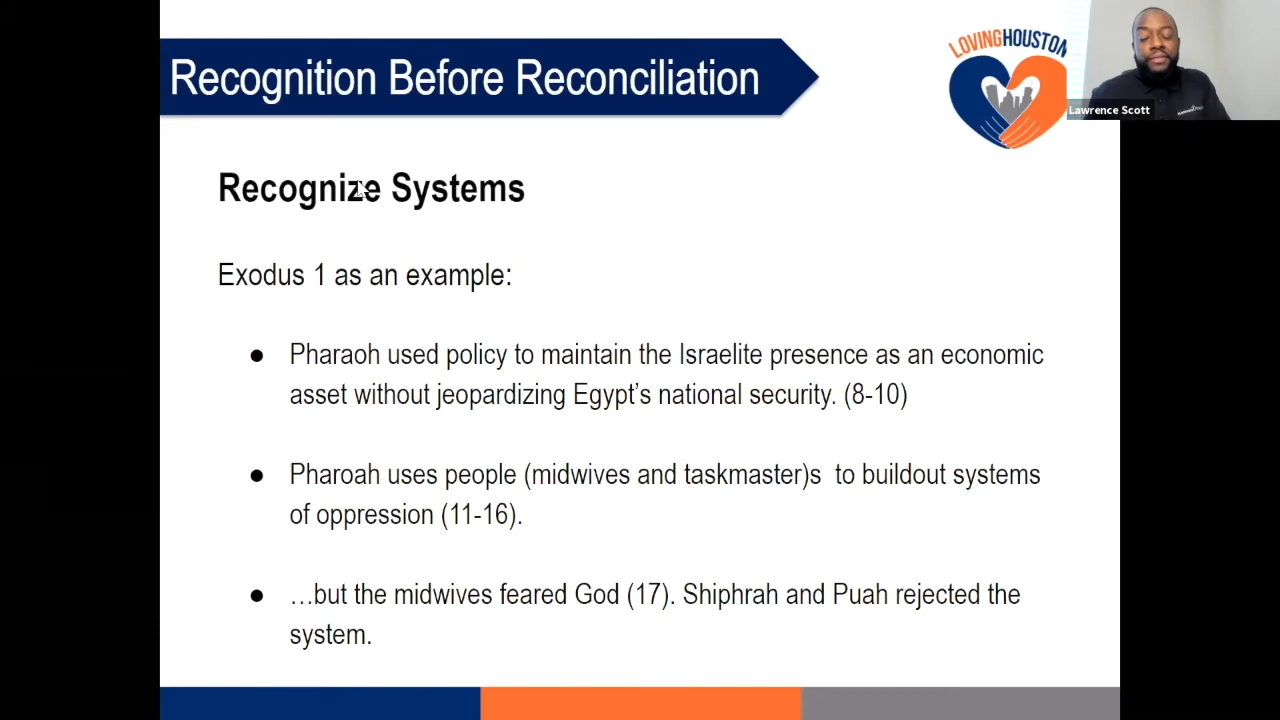 Recognition Before Reconciliation
LOVINGHOUSTON
Lawrence Scott
Recognize Systems
Exodus 1 as an example:
● Pharaoh used policy to maintain the Israelite presence as an economic
asset without jeopardizing Egypt's national security. (8-10)
● Pharoah uses people (midwives and taskmaster)s to buildout systems
of oppression (11-16).
● …but the midwives feared God (17). Shiphrah and Puah rejected the
system.